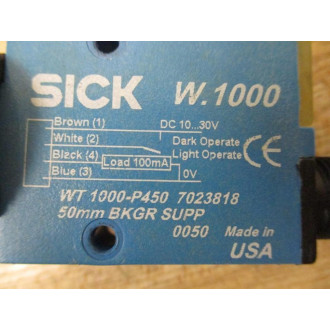 SICK W.1000
Brown (1) DC 10...30V
White (2) Dark Operate
Black (4) Light Operate
Load 100mA
Blue (3) 0V
CE
WT 1000-P450 7023818
50mm BKGR SUPP
0050 Made in
USA